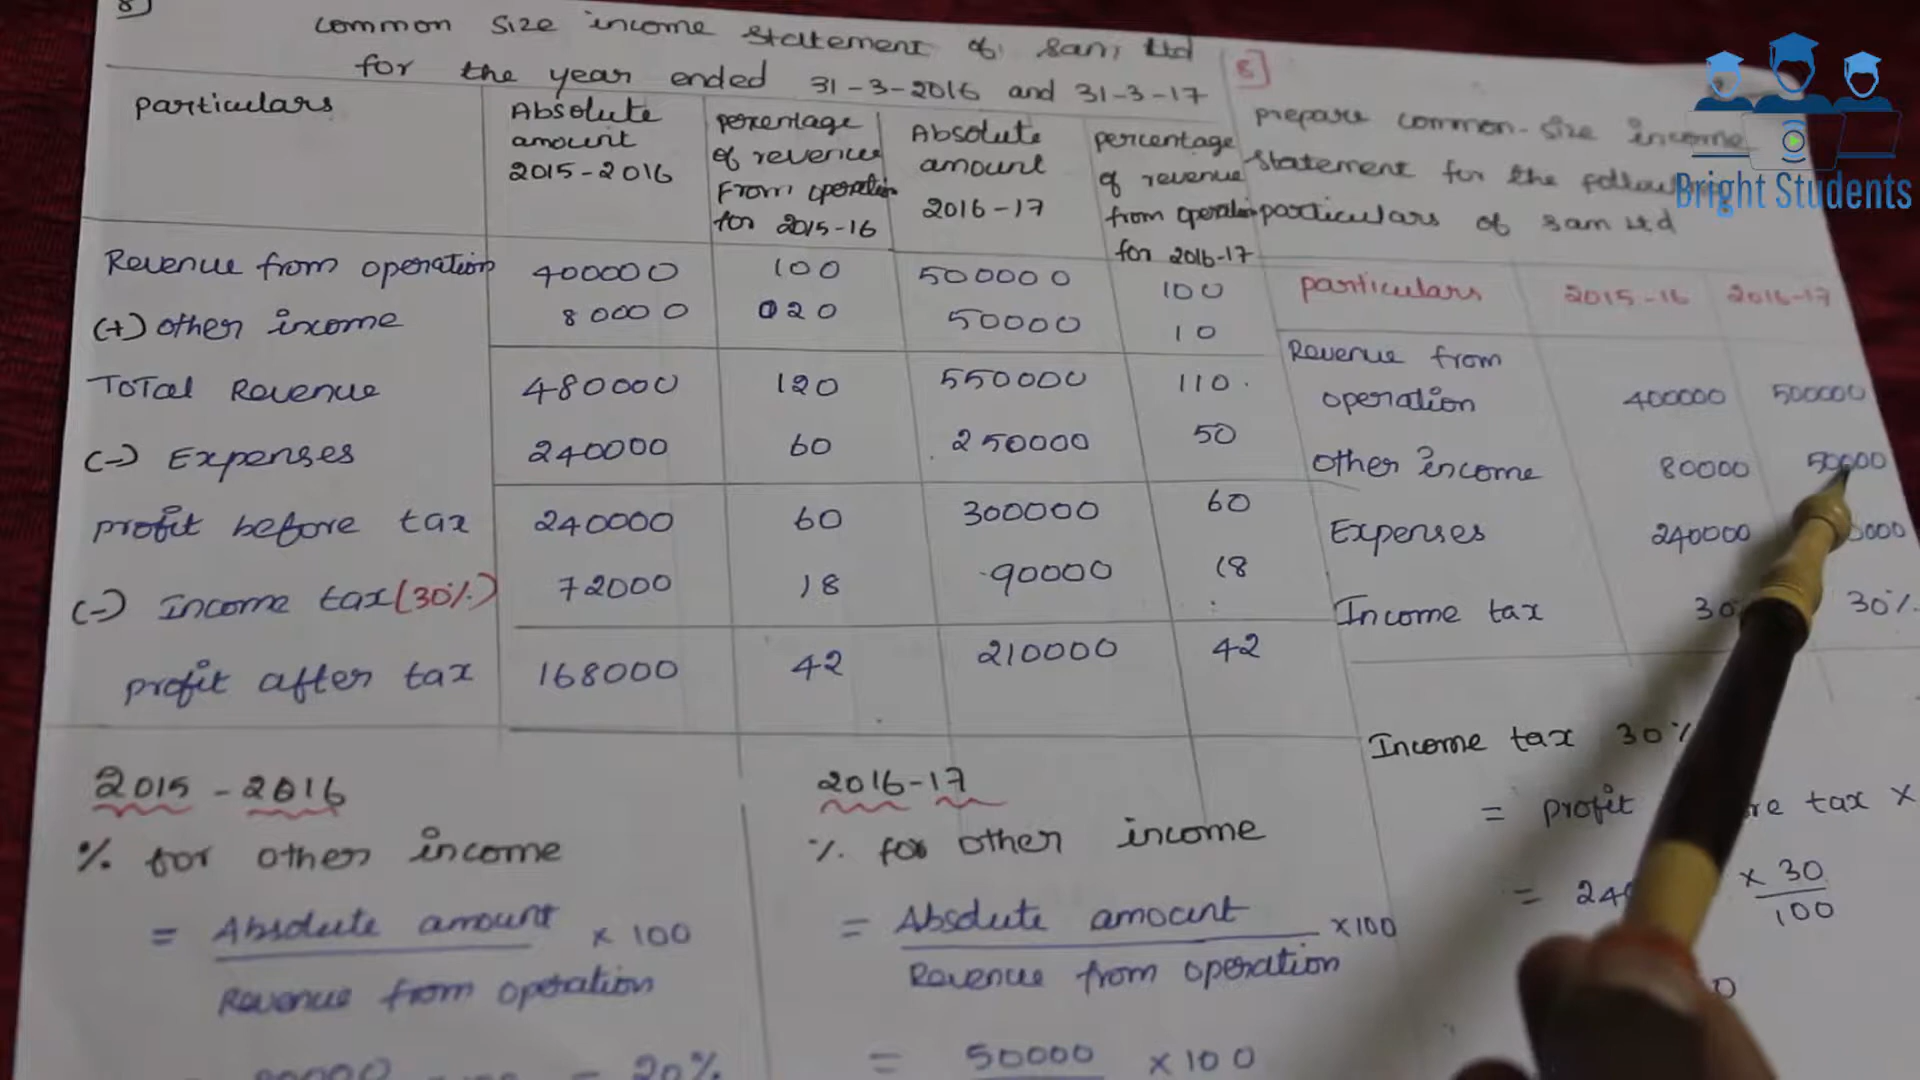 8)
common size income statement of Sam Ltd
for the year ended 31-3-2016 and 31-3-17
particulars
Absolute amount 2015-2016
percentage of revenue From operation for 2015-16
Absolute amount 2016-17
percentage of revenue from operation for 2016-17
Revenue from operation 400000 100 500000 100
(+) other income 80000 020 50000 10
TOTal Revenue 480000 120 550000 110
(-) Expenses 240000 60 250000 50
profit before tax 240000 60 300000 60
(-) Income tax (30%) 72000 18 90000 18
profit after tax 168000 42 210000 42
2015-2016
% for other income
= Absolute amount × 100
Revenue from operation
= 20%
2016-17
% for other income
= Absolute amount ×100
Revenue from operation
= 50000 × 100
8]
prepare common-size income
statement for the
particulars of Sam Ltd
particulars 2015-16 2016-17
Revenue from
operation 400000 500000
Other income 80000 50000
Expenses 240000
Income tax 30%
Income tax 30%
= profit tax ×
= × 30
100
Bright Students